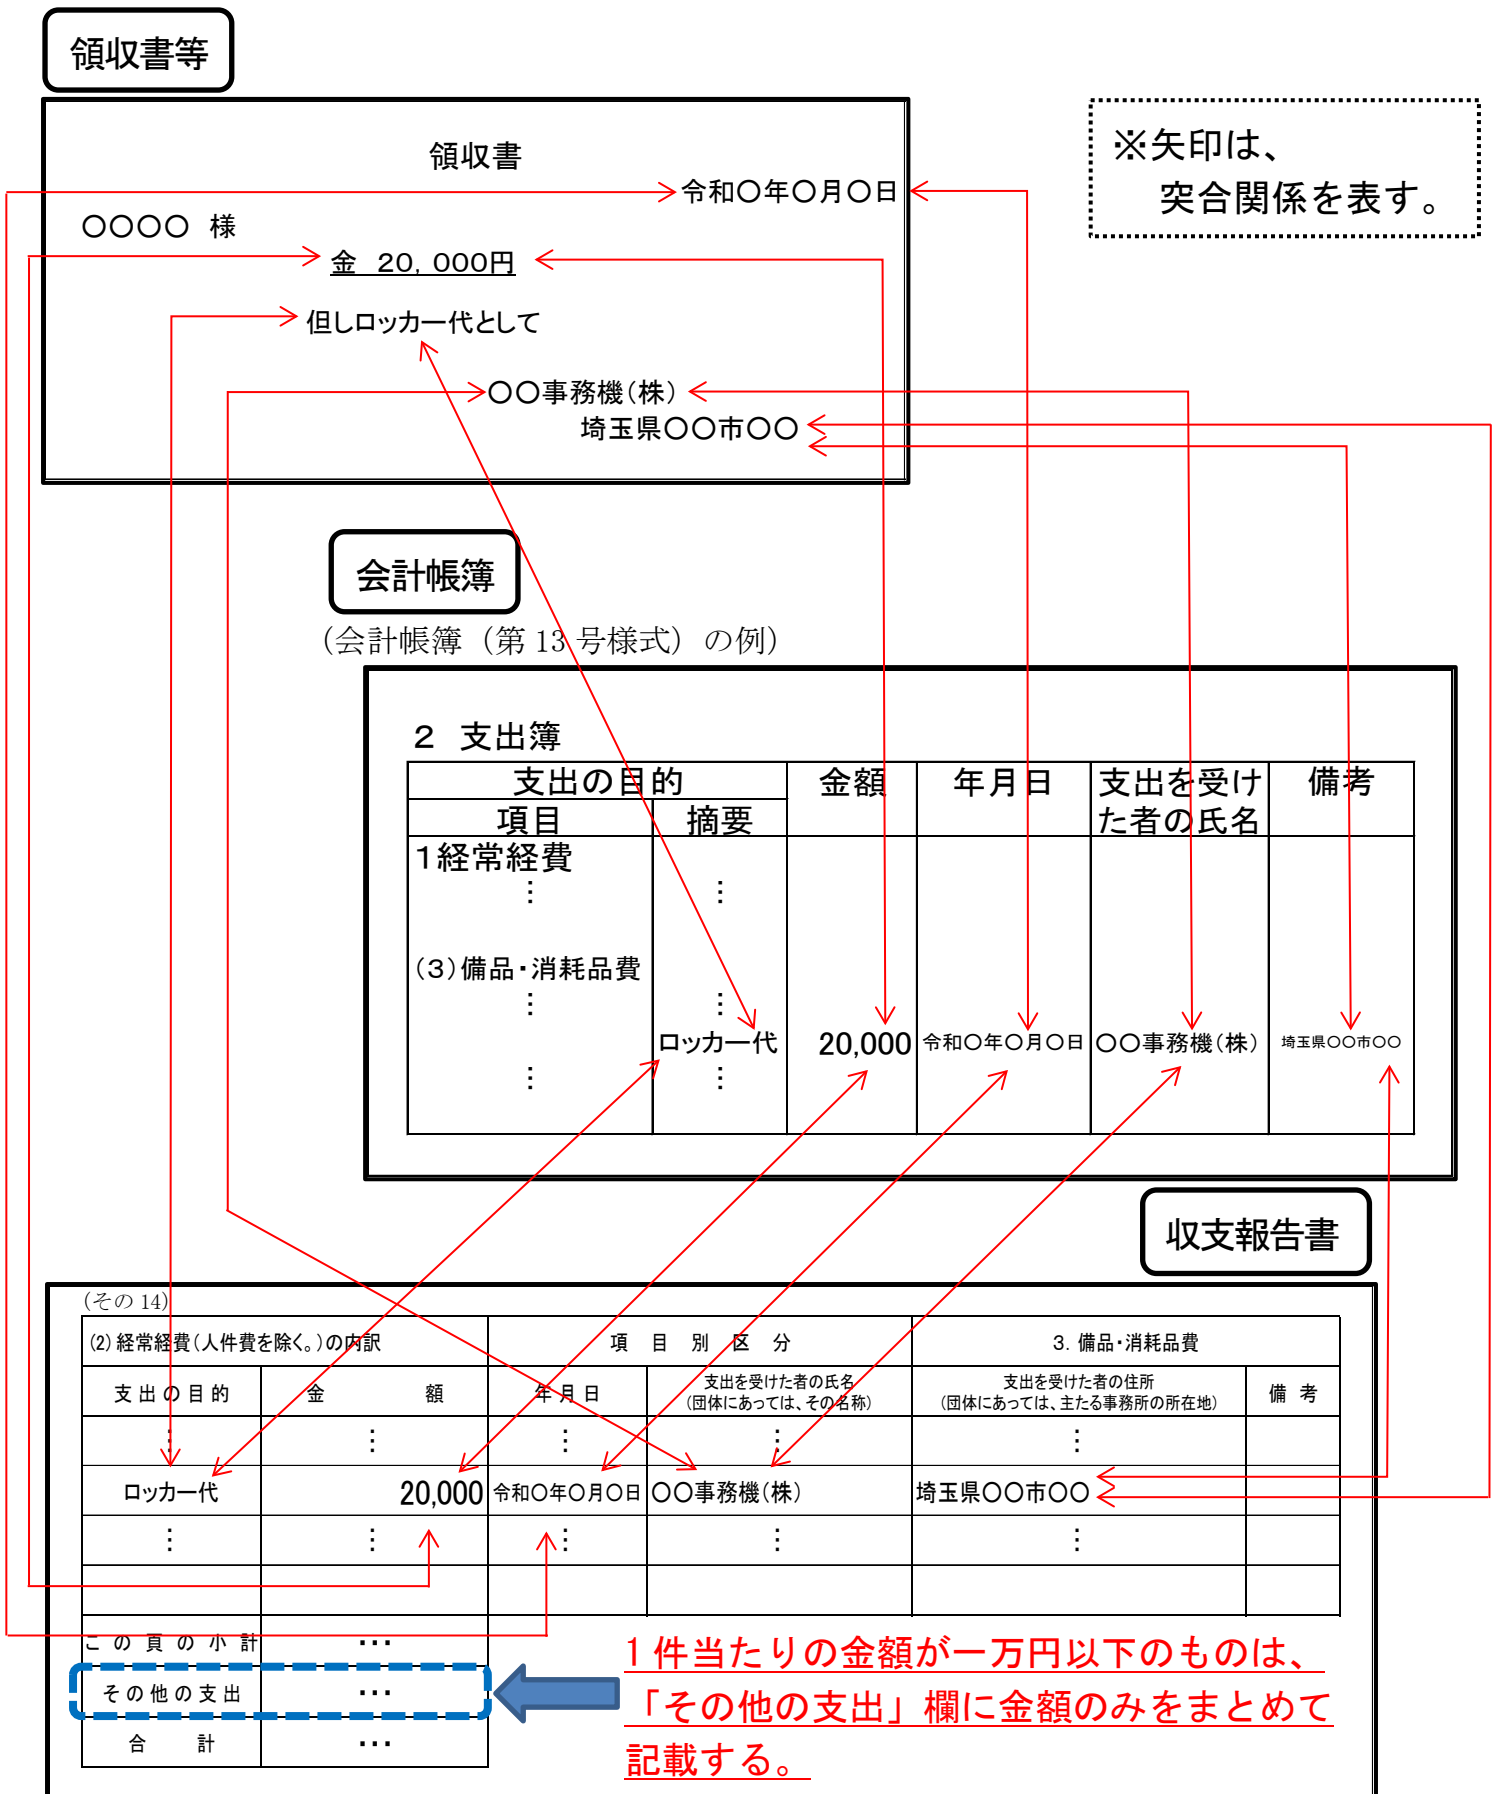 領収書等
領収書
令和〇年〇月〇日
〇〇〇〇 様
金 20,000円
但しロッカー代として
〇〇事務機(株)
埼玉県〇〇市〇〇
※矢印は、
突合関係を表す。
会計帳簿
(会計帳簿(第13号様式)の例)
2 支出簿
支出の目的 金額 年月日 支出を受け 備考
項目 摘要 た者の氏名
1経常経費
⋮ ⋮
(3)備品・消耗品費
⋮ ⋮
ロッカー代 20,000 令和〇年〇月〇日 〇〇事務機(株) 埼玉県〇〇市〇〇
⋮ ⋮
収支報告書
(その14)
(2)経常経費(人件費を除く。)の内訳 項目別区分 3.備品・消耗品費
支出の目的 金額 年月日 支出を受けた者の氏名 支出を受けた者の住所 備考
(団体にあっては、その名称) (団体にあっては、主たる事務所の所在地)
⋮ ⋮ ⋮ ⋮ ⋮
ロッカー代 20,000 令和〇年〇月〇日 〇〇事務機(株) 埼玉県〇〇市〇〇
⋮ ⋮ ⋮ ⋮ ⋮
この頁の小計 ･･･
その他の支出 ･･･
合計 ･･･
1件当たりの金額が一万円以下のものは、
「その他の支出」欄に金額のみをまとめて
記載する。